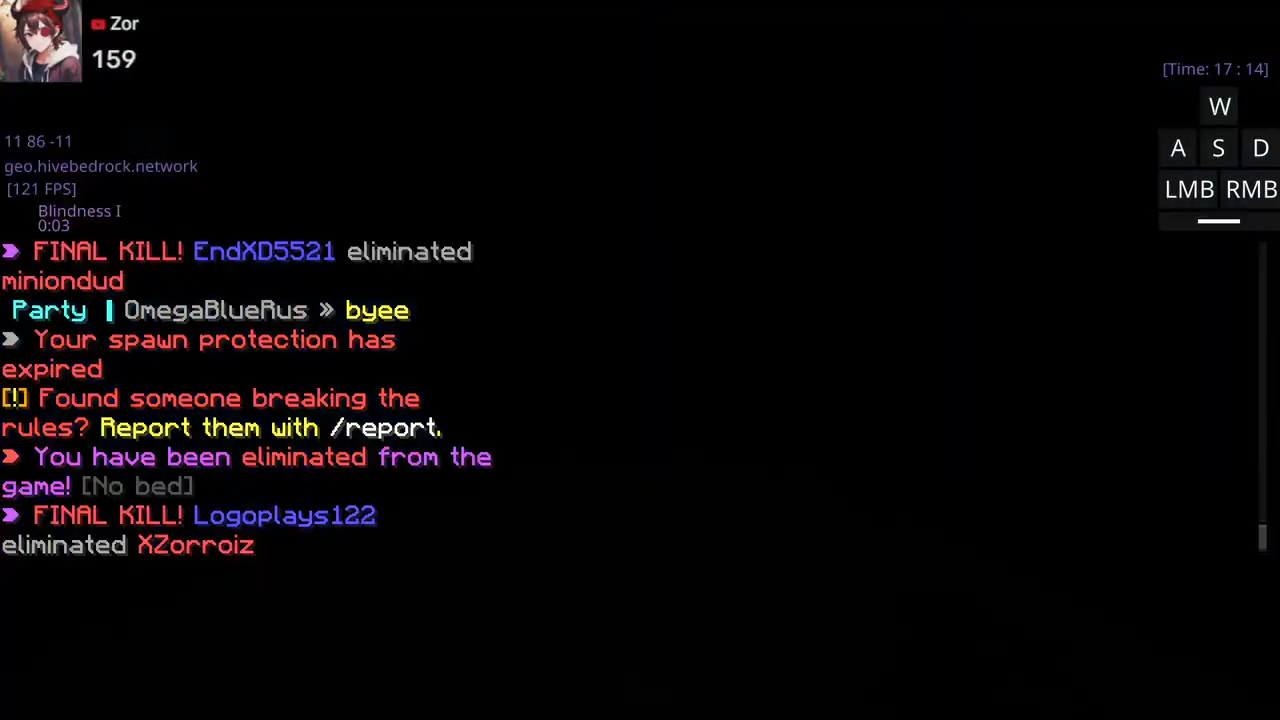 Zor
159
[Time: 17 : 14]
W
A S D
LMB RMB
11 86 -11
geo.hivebedrock.network
[121 FPS]
Blindness I
0:03
FINAL KILL! EndXD5521 eliminated
miniondud
Party | OmegaBlueRus » byee
Your spawn protection has
expired
[!] Found someone breaking the
rules? Report them with /report.
You have been eliminated from the
game! [No bed]
FINAL KILL! Logoplays122
eliminated XZorroiz